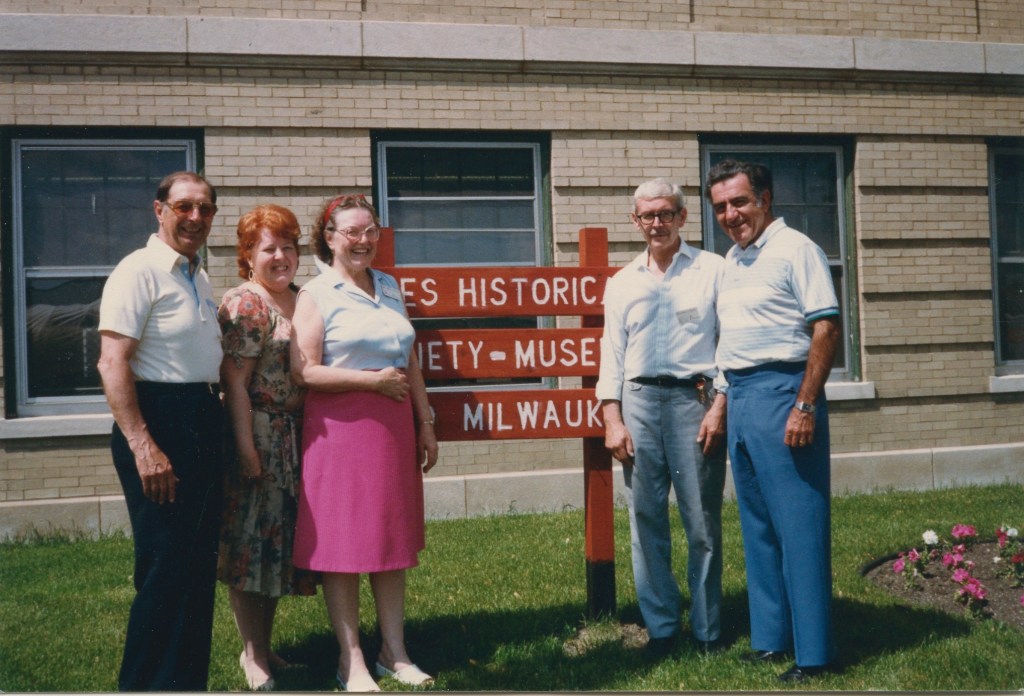 ES HISTORICA
IETY-MUSE
MILWAUK